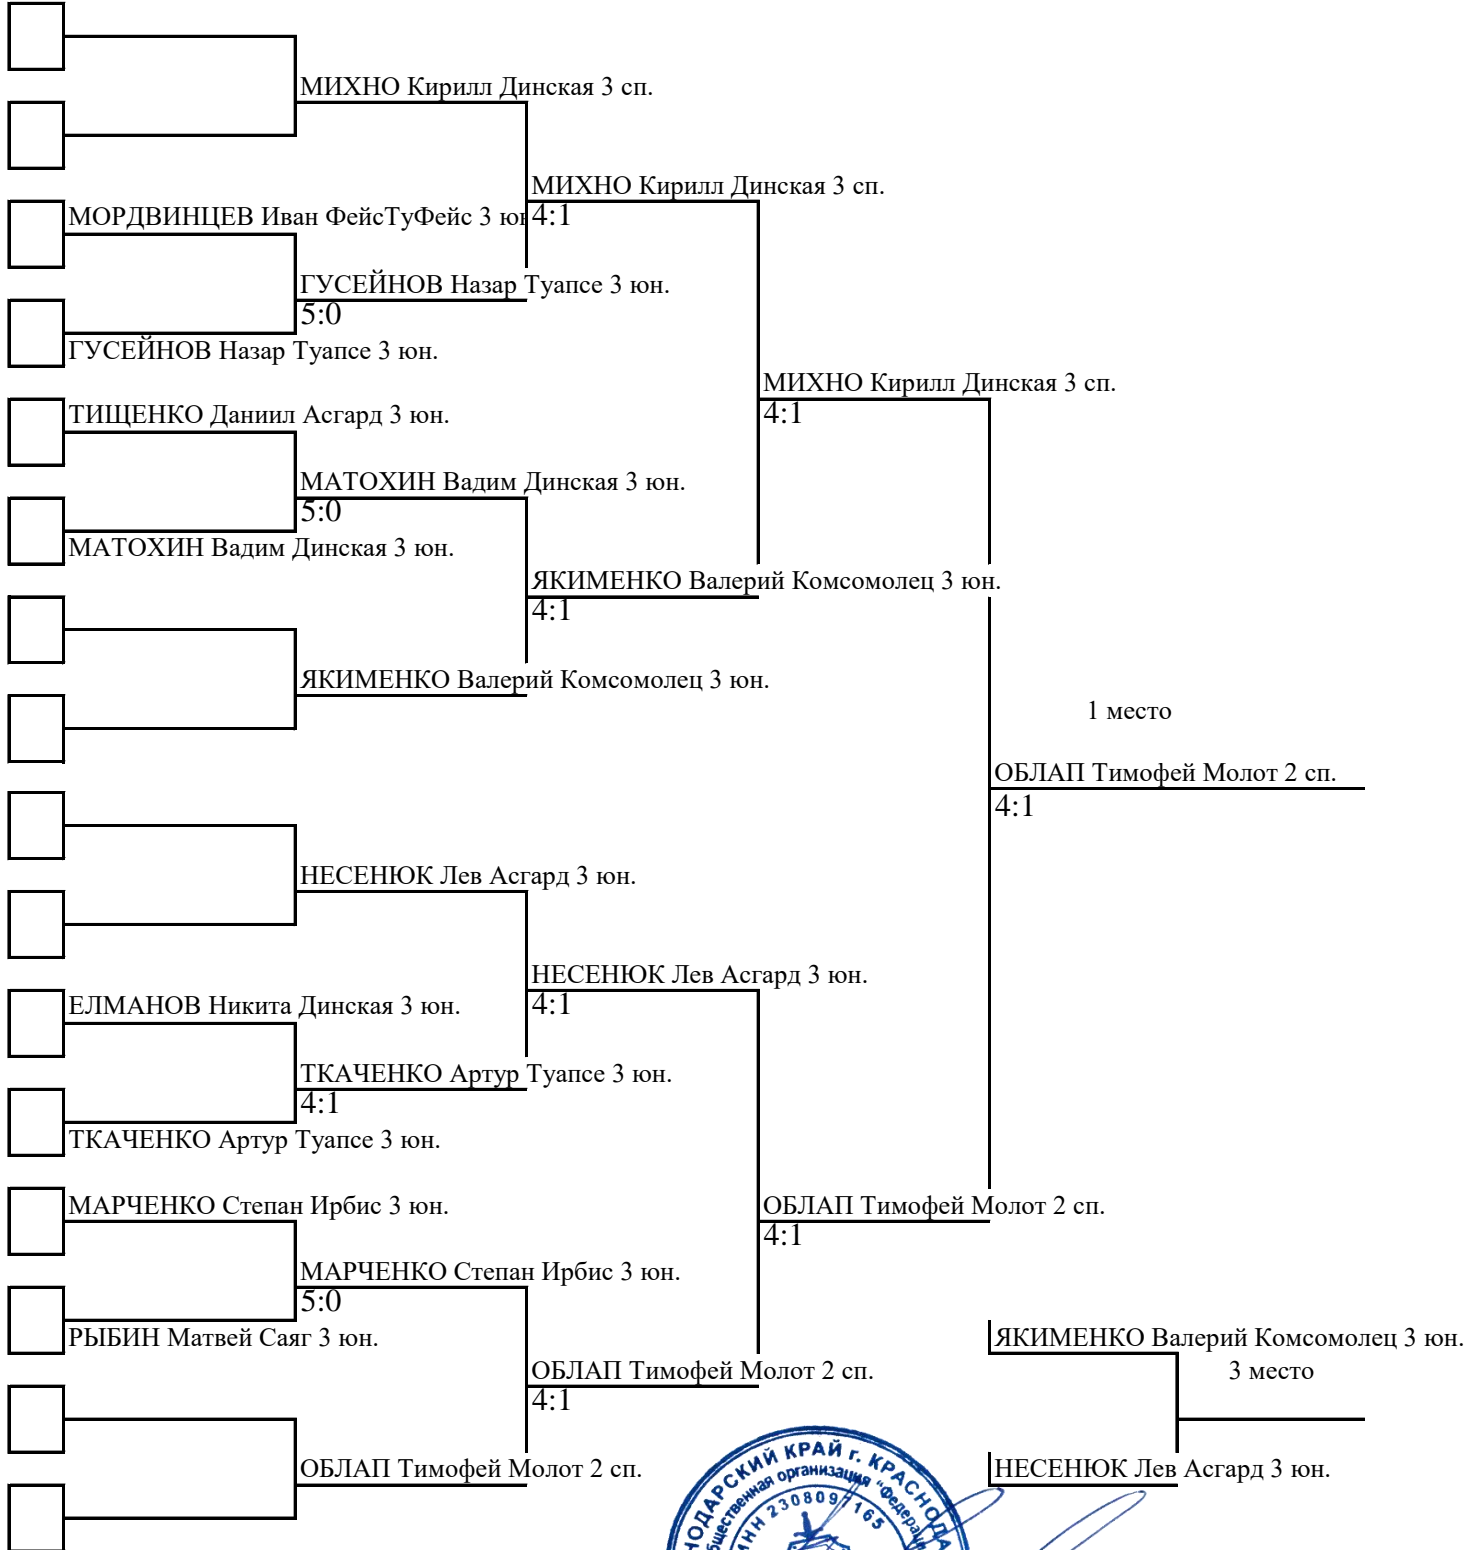 МИХНО Кирилл Динская 3 сп.
МИХНО Кирилл Динская 3 сп.
МОРДВИНЦЕВ Иван ФейсТуФейс 3 юн
4:1
ГУСЕЙНОВ Назар Туапсе 3 юн.
5:0
ГУСЕЙНОВ Назар Туапсе 3 юн.
МИХНО Кирилл Динская 3 сп.
4:1
ТИЩЕНКО Даниил Асгард 3 юн.
МАТОХИН Вадим Динская 3 юн.
5:0
МАТОХИН Вадим Динская 3 юн.
ЯКИМЕНКО Валерий Комсомолец 3 юн.
4:1
ЯКИМЕНКО Валерий Комсомолец 3 юн.
1 место
ОБЛАП Тимофей Молот 2 сп.
4:1
НЕСЕНЮК Лев Асгард 3 юн.
НЕСЕНЮК Лев Асгард 3 юн.
4:1
ЕЛМАНОВ Никита Динская 3 юн.
ТКАЧЕНКО Артур Туапсе 3 юн.
4:1
ТКАЧЕНКО Артур Туапсе 3 юн.
МАРЧЕНКО Степан Ирбис 3 юн.
ОБЛАП Тимофей Молот 2 сп.
4:1
МАРЧЕНКО Степан Ирбис 3 юн.
5:0
РЫБИН Матвей Саяг 3 юн.
ЯКИМЕНКО Валерий Комсомолец 3 юн.
3 место
ОБЛАП Тимофей Молот 2 сп.
4:1
ОБЛАП Тимофей Молот 2 сп.
НЕСЕНЮК Лев Асгард 3 юн.
КРАЙ г.
организация
ИНН 2308097165